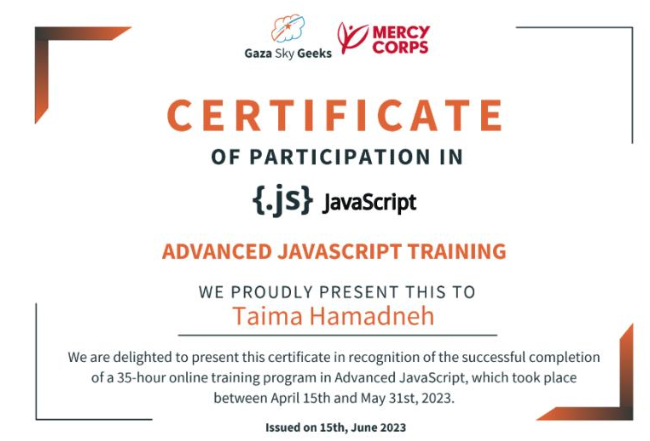 Gaza Sky Geeks
MERCY
CORPS
CERTIFICATE
OF PARTICIPATION IN
{.js} JavaScript
ADVANCED JAVASCRIPT TRAINING
WE PROUDLY PRESENT THIS TO
Taima Hamadneh
We are delighted to present this certificate in recognition of the successful completion
of a 35-hour online training program in Advanced JavaScript, which took place
between April 15th and May 31st, 2023.
Issued on 15th, June 2023